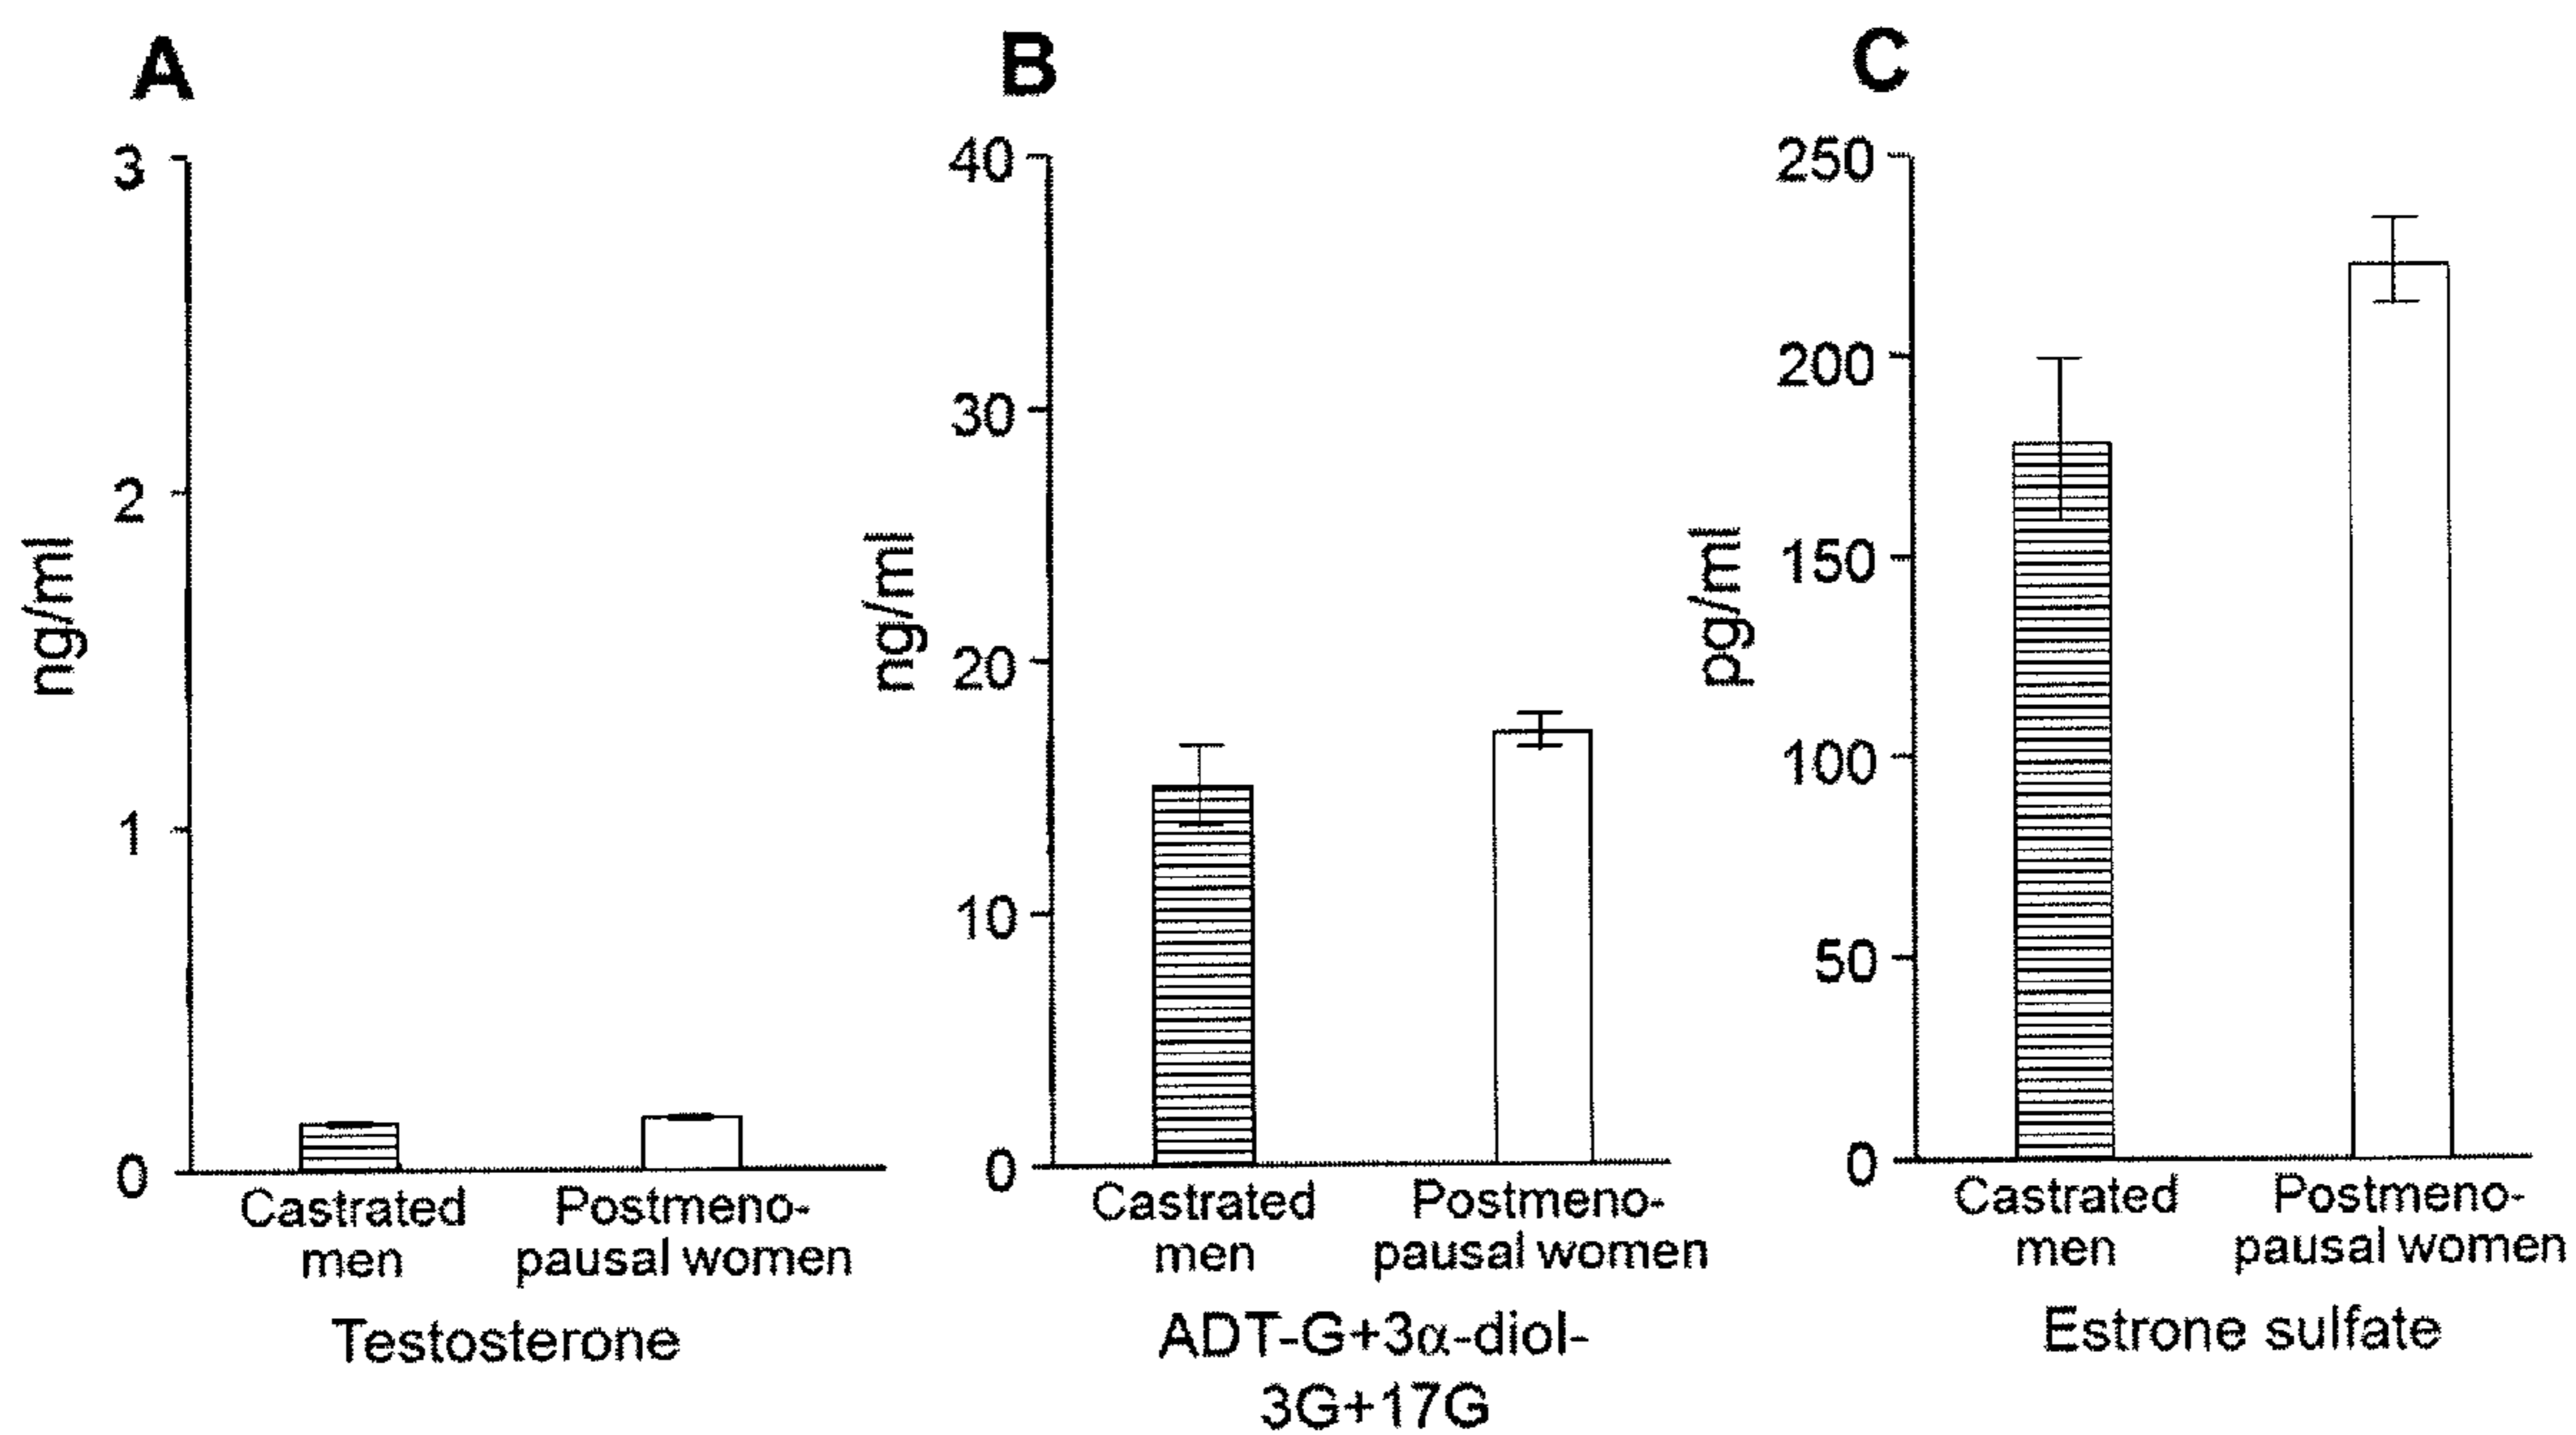 A
3
2
1
0
ng/ml
Castrated
men
Postmeno-
pausal women
Testosterone
B
40
30
20
10
0
ng/ml
Castrated
men
Postmeno-
pausal women
ADT-G+3α-diol-
3G+17G
C
250
200
150
100
50
0
pg/ml
Castrated
men
Postmeno-
pausal women
Estrone sulfate